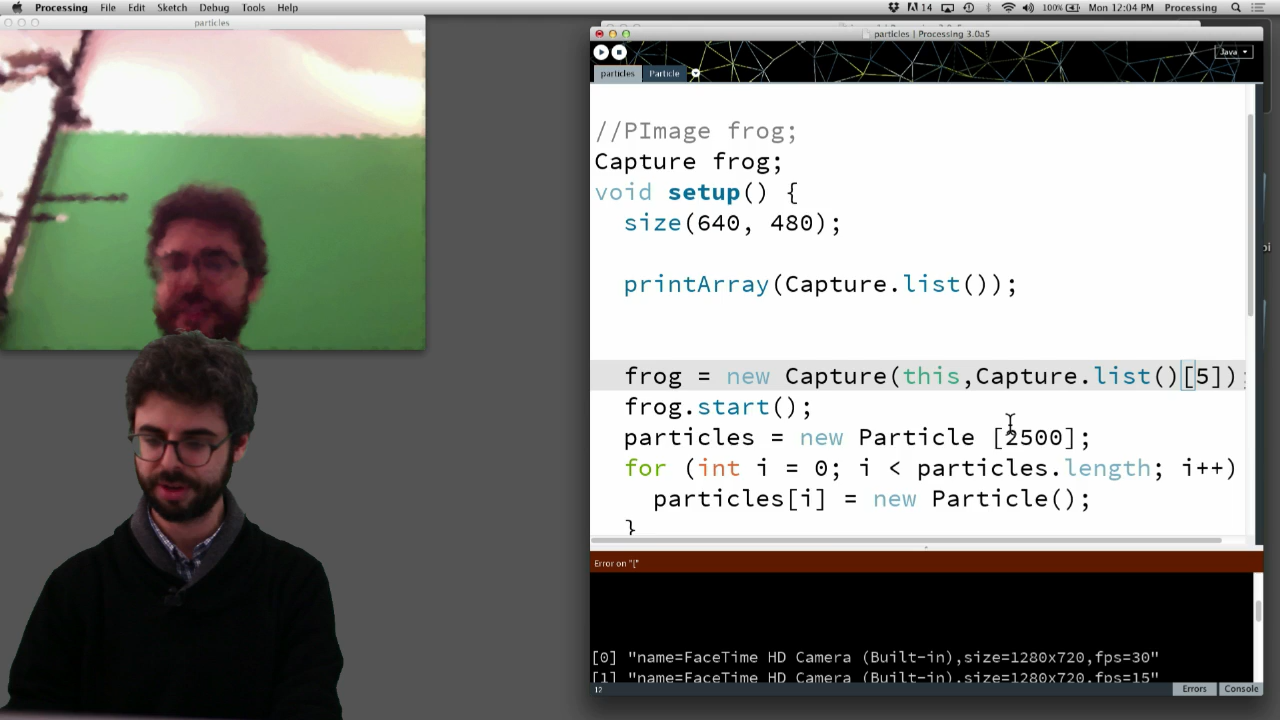 Processing File Edit Sketch Debug Tools Help 14 100% Mon 12:04 PM Processing
particles
particles | Processing 3.0a5
Java
particles Particle
//PImage frog;
Capture frog;
void setup() {
size(640, 480);
printArray(Capture.list());
frog = new Capture(this,Capture.list()[5]);
frog.start();
particles = new Particle [2500];
for (int i = 0; i < particles.length; i++)
particles[i] = new Particle();
}
Error on "["
[0] "name=FaceTime HD Camera (Built-in),size=1280x720,fps=30"
[1] "name=FaceTime HD Camera (Built-in),size=1280x720,fps=15"
12 Errors Console